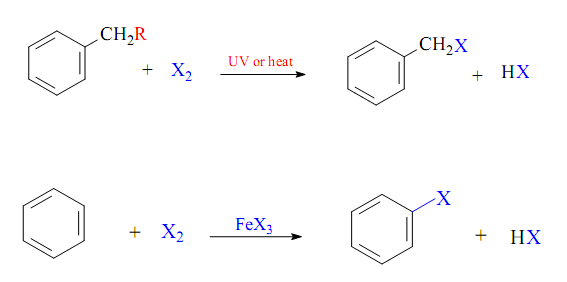 CH₂R + X₂ UV or heat CH₂X + HX
X + X₂ FeX₃ + HX